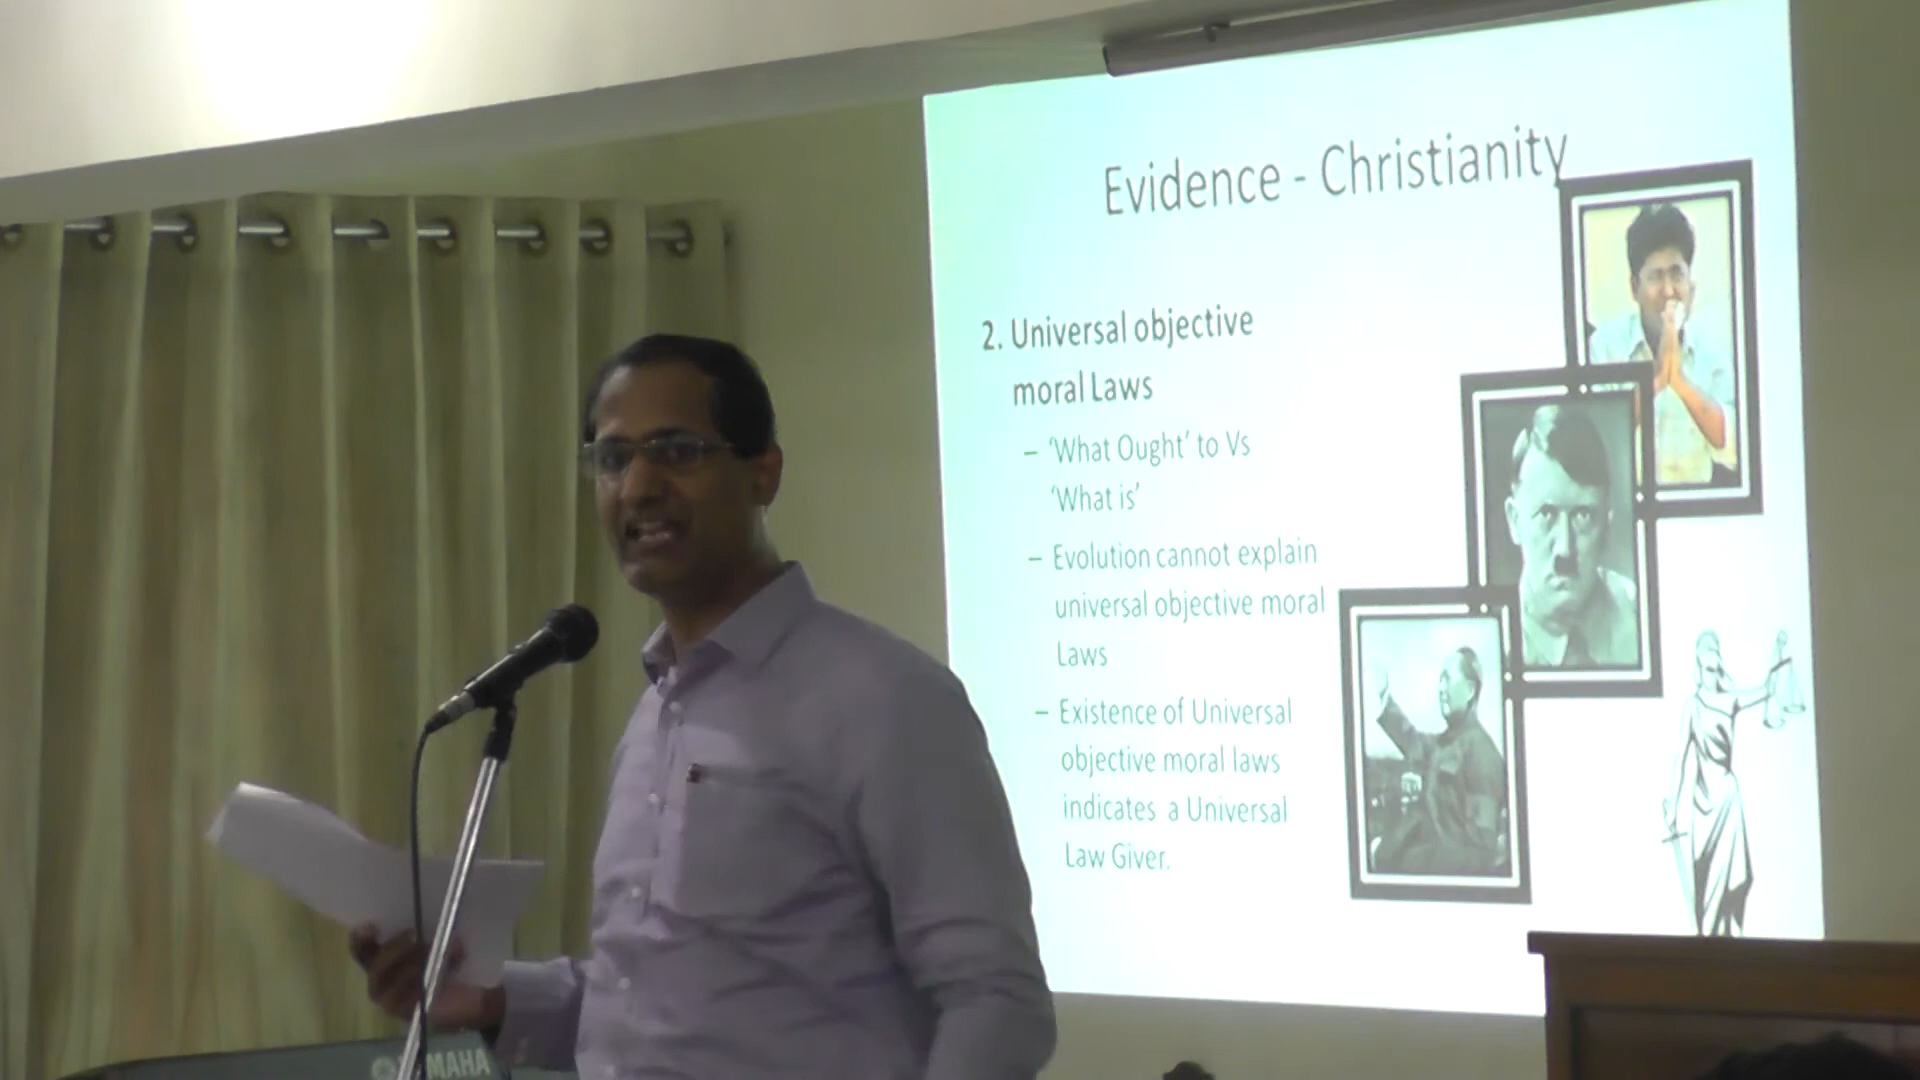 Evidence - Christianity
2. Universal objective
moral Laws
– ‘What Ought’ to Vs
‘What is’
– Evolution cannot explain
universal objective moral
Laws
– Existence of Universal
objective moral laws
indicates a Universal
Law Giver.
YAMAHA